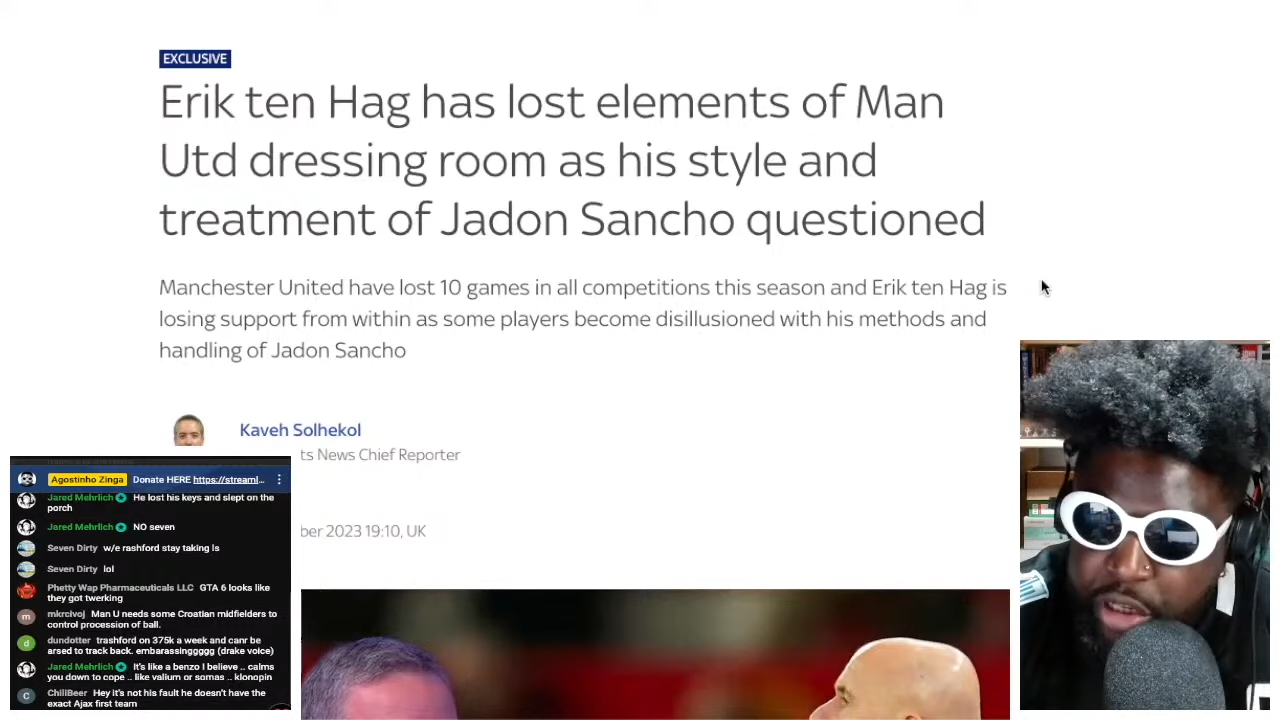 EXCLUSIVE
Erik ten Hag has lost elements of Man
Utd dressing room as his style and
treatment of Jadon Sancho questioned
Manchester United have lost 10 games in all competitions this season and Erik ten Hag is
losing support from within as some players become disillusioned with his methods and
handling of Jadon Sancho
Kaveh Solhekol
ts News Chief Reporter
ber 2023 19:10, UK
Agostinho Zinga Donate HERE https://streaml...
Jared Mehrlich He lost his keys and slept on the
porch
Jared Mehrlich NO seven
Seven Dirty w/e rashford stay taking ls
Seven Dirty lol
Phetty Wap Pharmaceuticals LLC GTA 6 looks like
they got twerking
mkrcivoj Man U needs some Croatian midfielders to
control procession of ball.
dundotter trashford on 375k a week and canr be
arsed to track back. embarassinggggg (drake voice)
Jared Mehrlich It's like a benzo I believe .. calms
you down to cope .. like valium or somas .. klonopin
ChiliBeer Hey it's not his fault he doesn't have the
exact Ajax first team